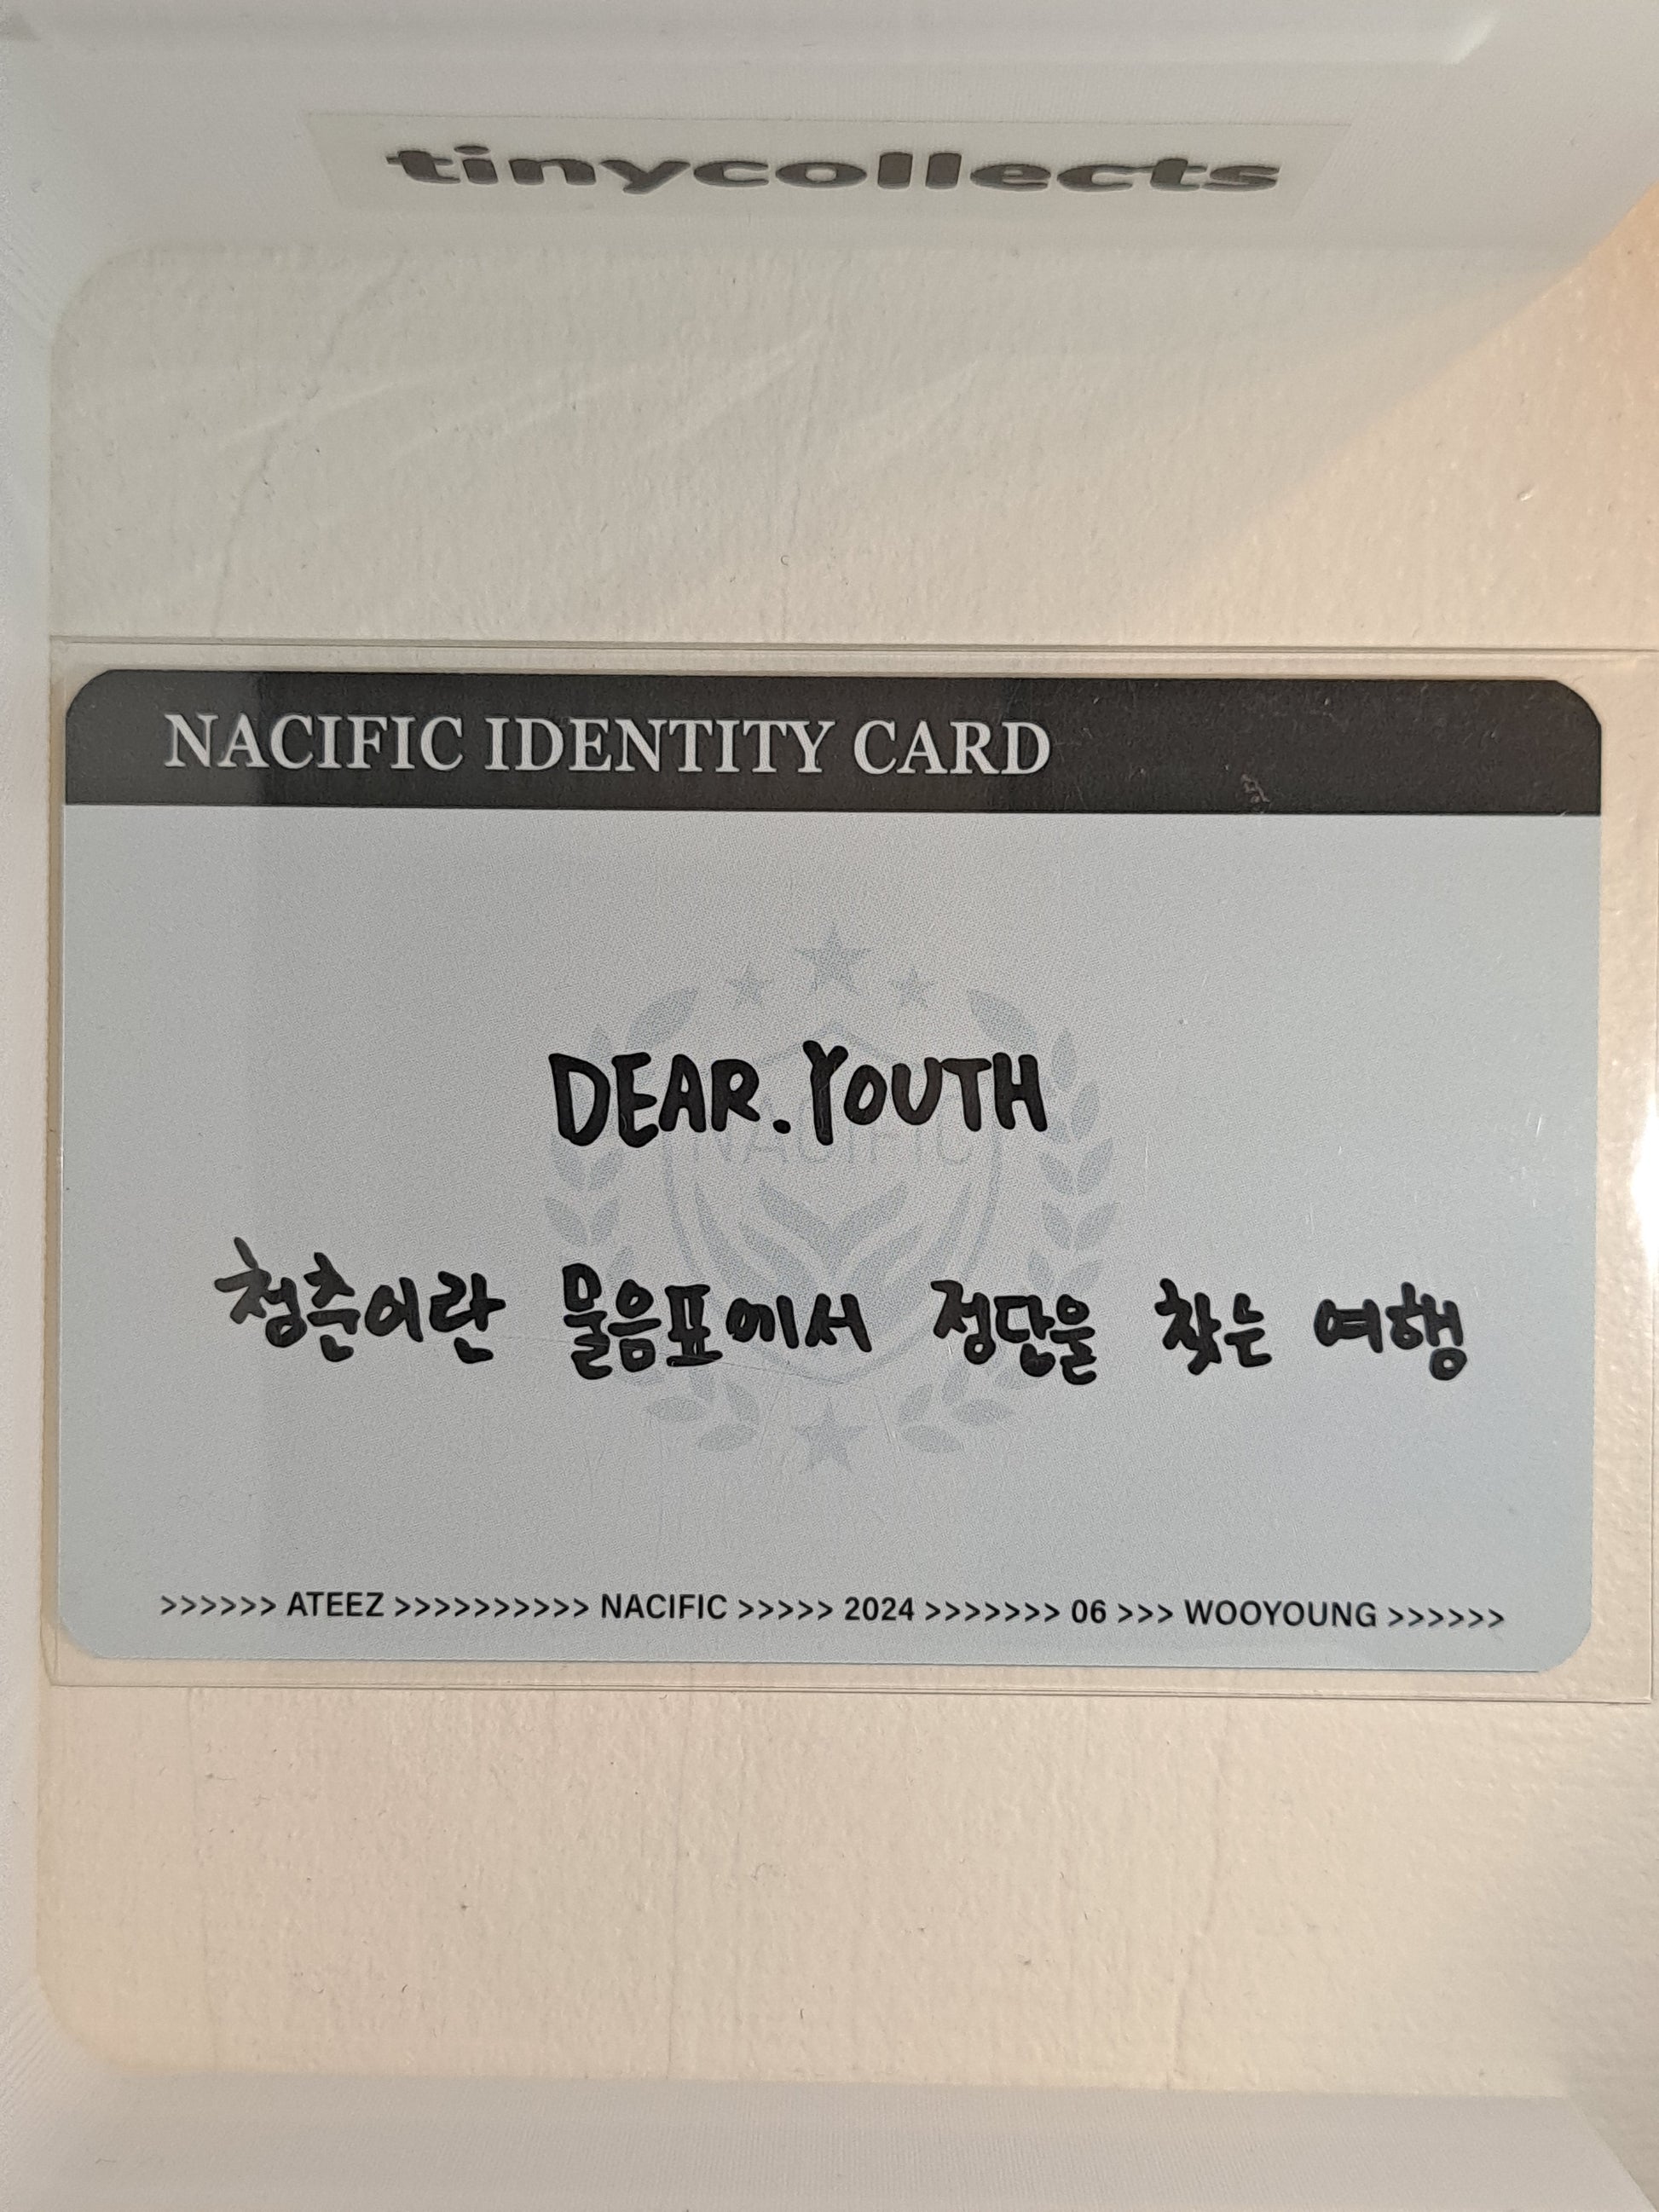 tinycollects
NACIFIC IDENTITY CARD
DEAR. YOUTH
NACIFIC
청춘이란 물음표에서 정답을 찾는 여행
>>>>>> ATEEZ >>>>>>>>>> NACIFIC >>>>> 2024 >>>>>>> 06 >>> WOOYOUNG >>>>>>